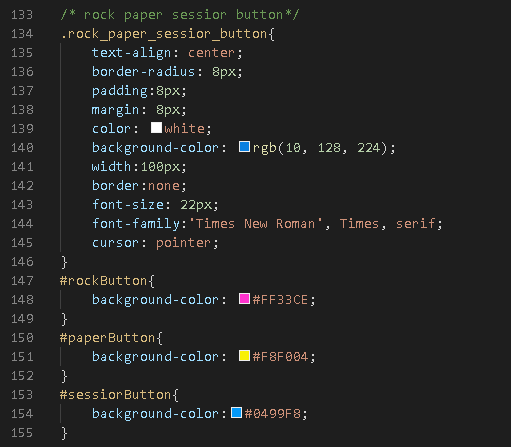 133 /* rock paper session button*/
134 .rock_paper_session_button{
135 text-align: center;
136 border-radius: 8px;
137 padding:8px;
138 margin: 8px;
139 color: white;
140 background-color: rgb(10, 128, 224);
141 width:100px;
142 border:none;
143 font-size: 22px;
144 font-family:'Times New Roman', Times, serif;
145 cursor: pointer;
146 }
147 #rockButton{
148 background-color: #FF33CE;
149 }
150 #paperButton{
151 background-color: #F8F004;
152 }
153 #sessiorButton{
154 background-color:#0499F8;
155 }